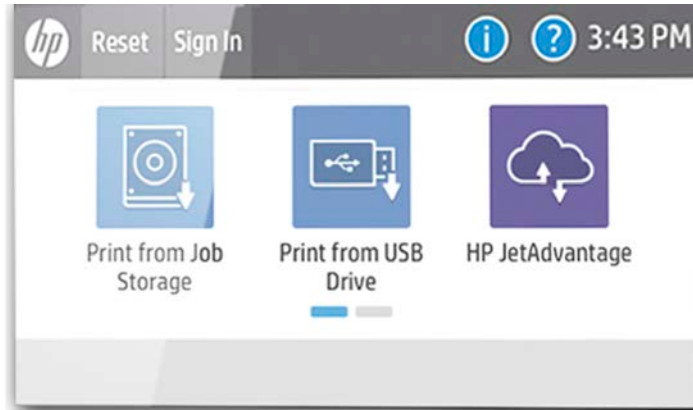 hp Reset Sign In i ? 3:43 PM
Print from Job
Storage
Print from USB
Drive
HP JetAdvantage